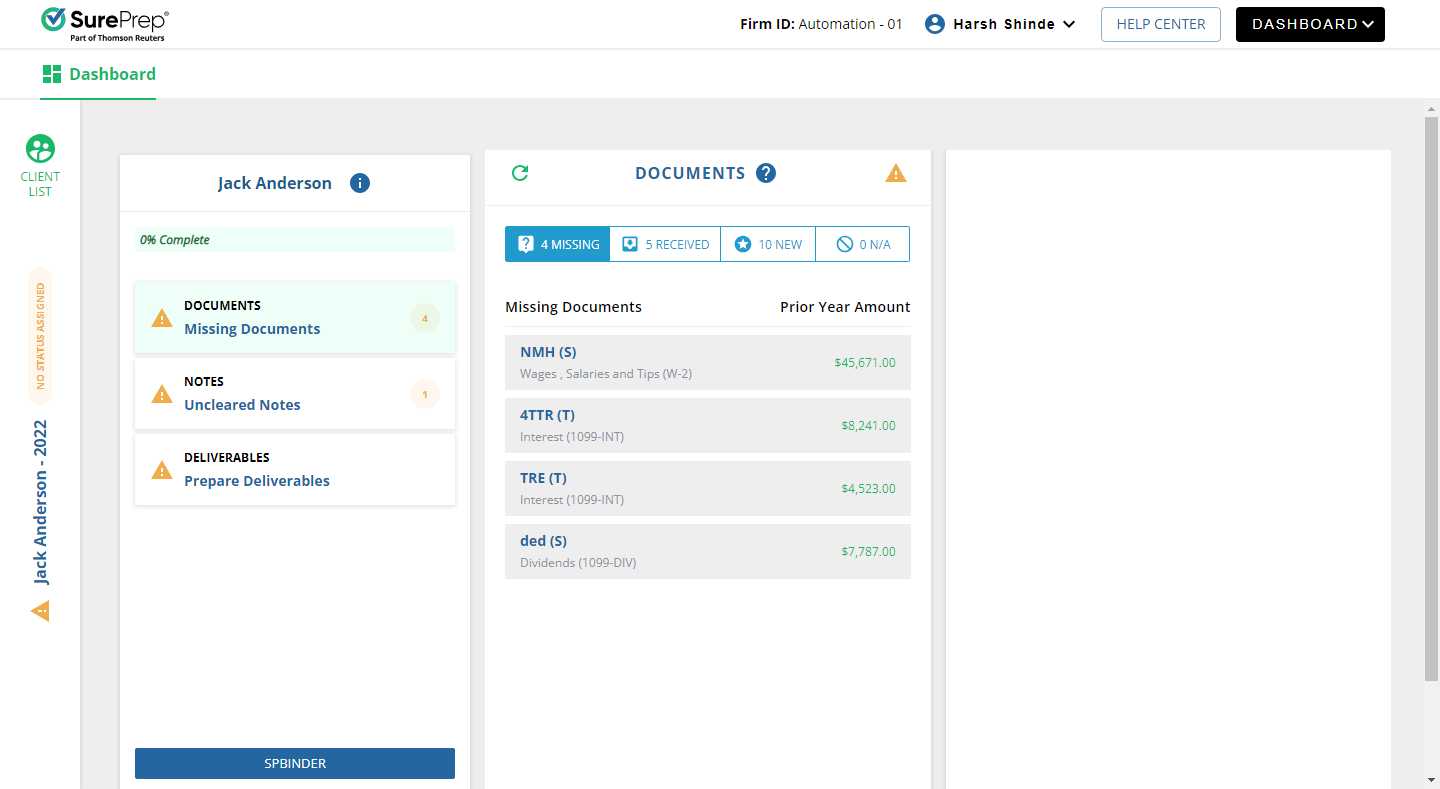 SurePrep®
Part of Thomson Reuters
Firm ID: Automation - 01
Harsh Shinde
HELP CENTER
DASHBOARD
Dashboard
CLIENT
LIST
NO STATUS ASSIGNED
Jack Anderson - 2022
Jack Anderson
0% Complete
DOCUMENTS
Missing Documents
4
NOTES
Uncleared Notes
1
DELIVERABLES
Prepare Deliverables
SPBINDER
DOCUMENTS
4 MISSING
5 RECEIVED
10 NEW
0 N/A
Missing Documents Prior Year Amount
NMH (S)
Wages , Salaries and Tips (W-2)
$45,671.00
4TTR (T)
Interest (1099-INT)
$8,241.00
TRE (T)
Interest (1099-INT)
$4,523.00
ded (S)
Dividends (1099-DIV)
$7,787.00